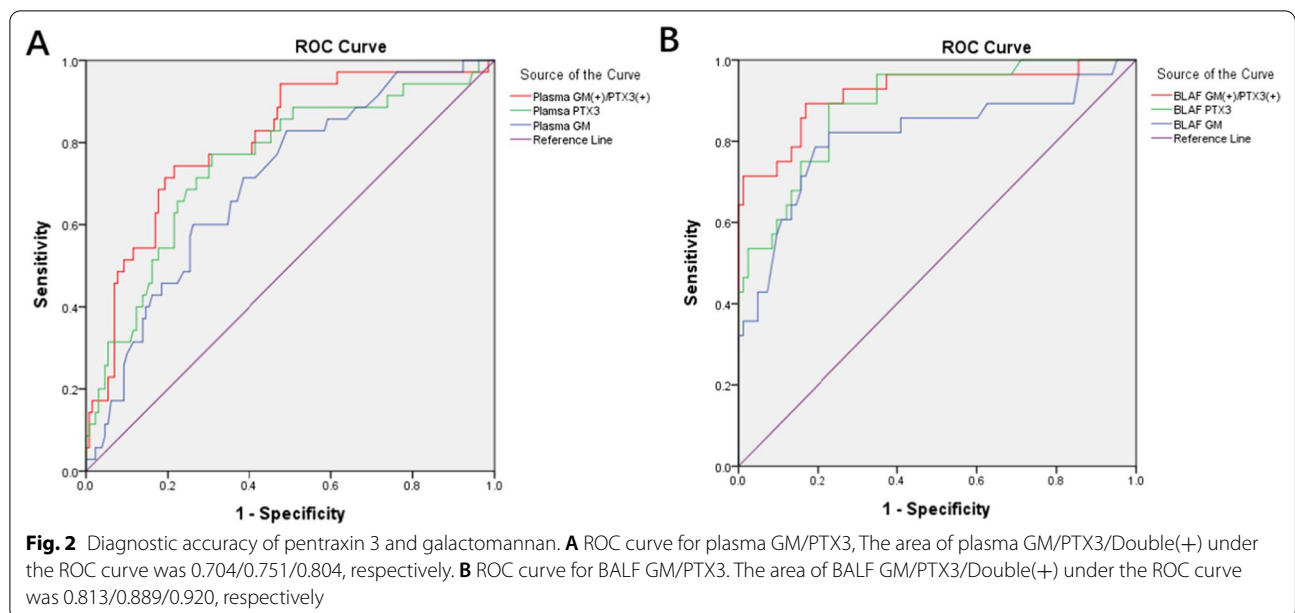 A
ROC Curve
Source of the Curve
Plasma GM(+)/PTX3(+)
Plamsa PTX3
Plasma GM
Reference Line
Sensitivity
1.0
0.8
0.6
0.4
0.2
0.0
0.0 0.2 0.4 0.6 0.8 1.0
1 - Specificity
B
ROC Curve
Source of the Curve
BLAF GM(+)/PTX3(+)
BLAF PTX3
BLAF GM
Reference Line
Sensitivity
1.0
0.8
0.6
0.4
0.2
0.0
0.0 0.2 0.4 0.6 0.8 1.0
1 - Specificity
Fig. 2 Diagnostic accuracy of pentraxin 3 and galactomannan. A ROC curve for plasma GM/PTX3, The area of plasma GM/PTX3/Double(+) under
the ROC curve was 0.704/0.751/0.804, respectively. B ROC curve for BALF GM/PTX3. The area of BALF GM/PTX3/Double(+) under the ROC curve
was 0.813/0.889/0.920, respectively